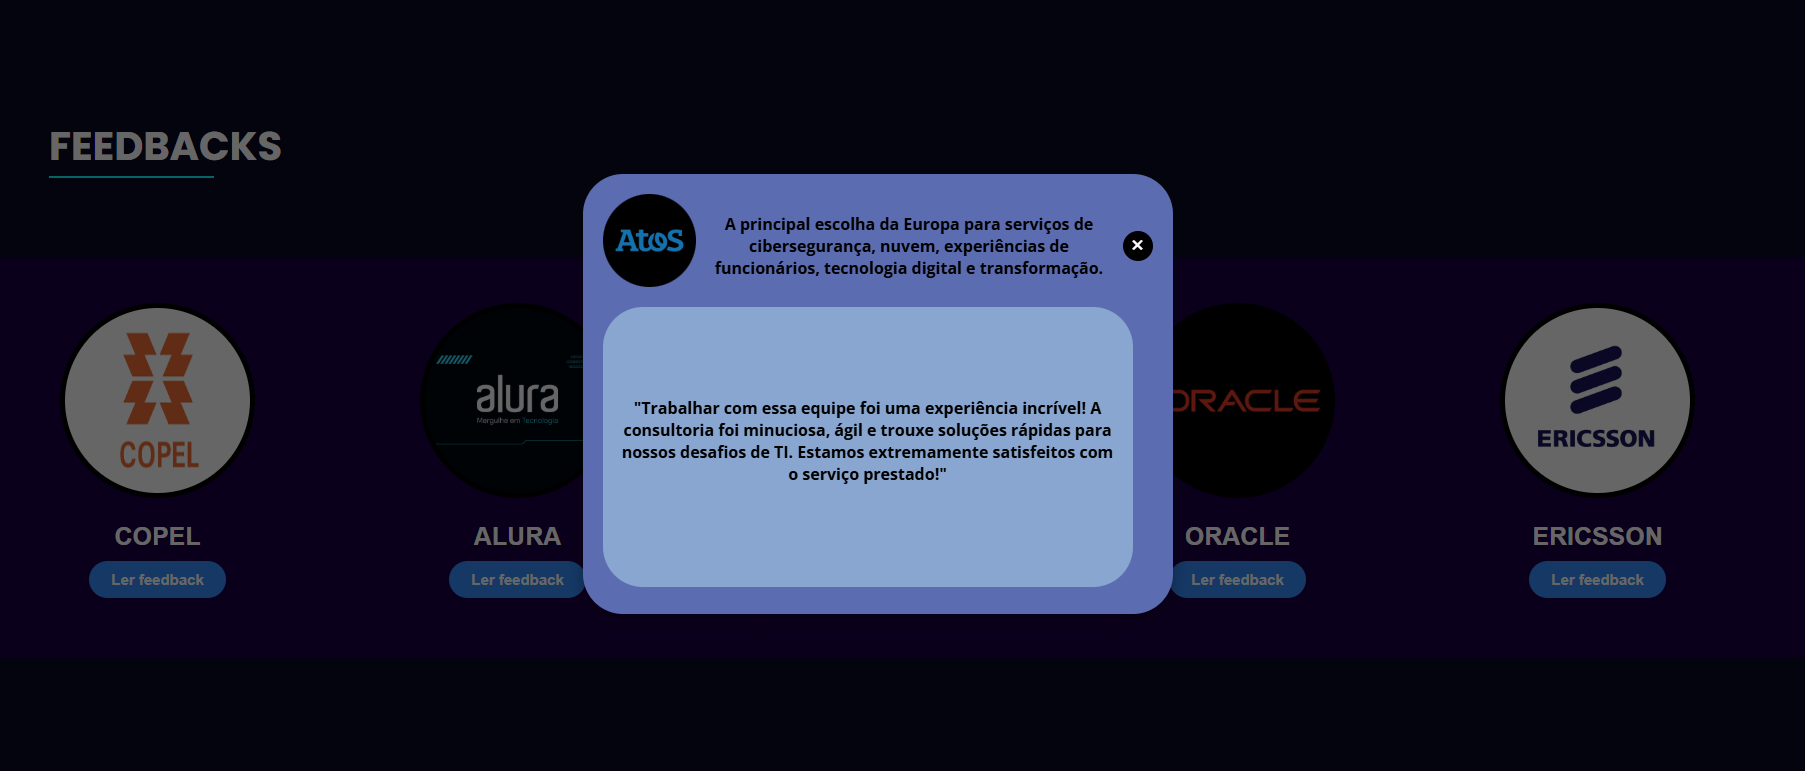 FEEDBACKS
Atos
A principal escolha da Europa para serviços de
cibersegurança, nuvem, experiências de
funcionários, tecnologia digital e transformação.
×
"Trabalhar com essa equipe foi uma experiência incrível! A
consultoria foi minuciosa, ágil e trouxe soluções rápidas para
nossos desafios de TI. Estamos extremamente satisfeitos com
o serviço prestado!"
COPEL
alura
Mergulhe em Tecnologia
ORACLE
ERICSSON
COPEL
ALURA
ORACLE
ERICSSON
Ler feedback
Ler feedback
Ler feedback
Ler feedback